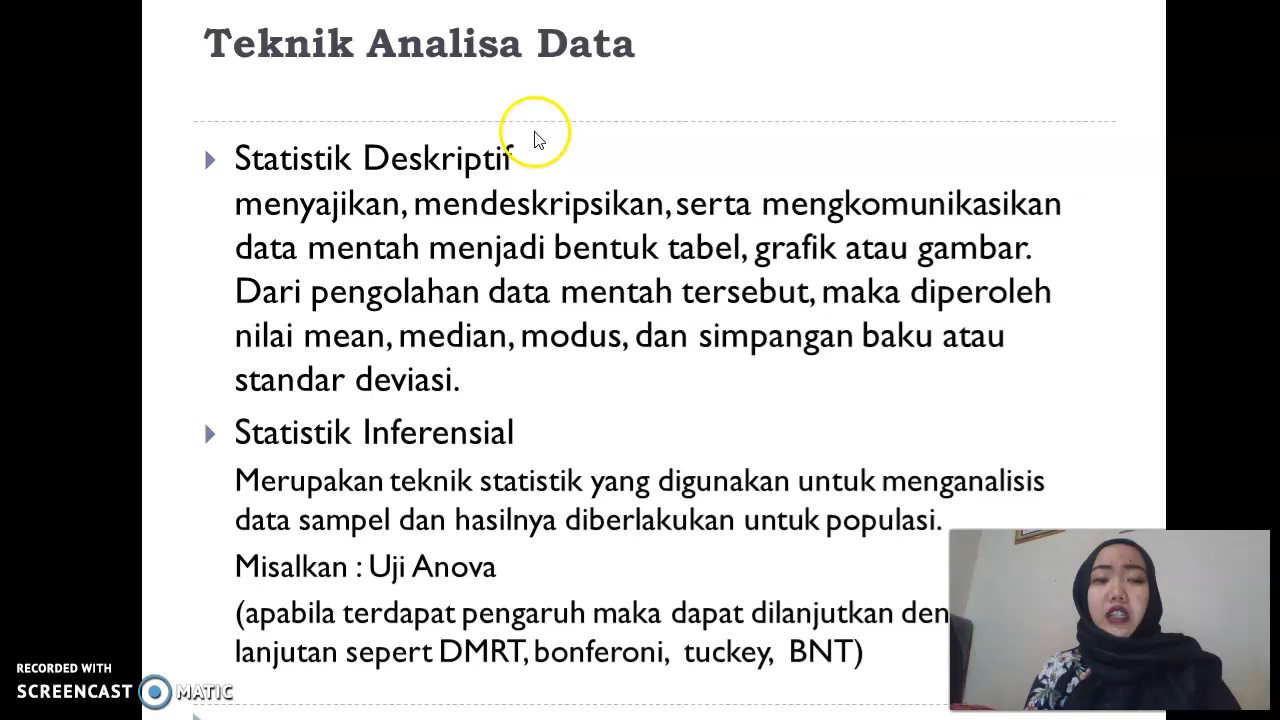 Teknik Analisa Data
Statistik Deskriptif
menyajikan, mendeskripsikan, serta mengkomunikasikan
data mentah menjadi bentuk tabel, grafik atau gambar.
Dari pengolahan data mentah tersebut, maka diperoleh
nilai mean, median, modus, dan simpangan baku atau
standar deviasi.
Statistik Inferensial
Merupakan teknik statistik yang digunakan untuk menganalisis
data sampel dan hasilnya diberlakukan untuk populasi.
Misalkan : Uji Anova
(apabila terdapat pengaruh maka dapat dilanjutkan
lanjutan sepert DMRT, bonferoni, tuckey, BNT)
RECORDED WITH
SCREENCAST MATIC